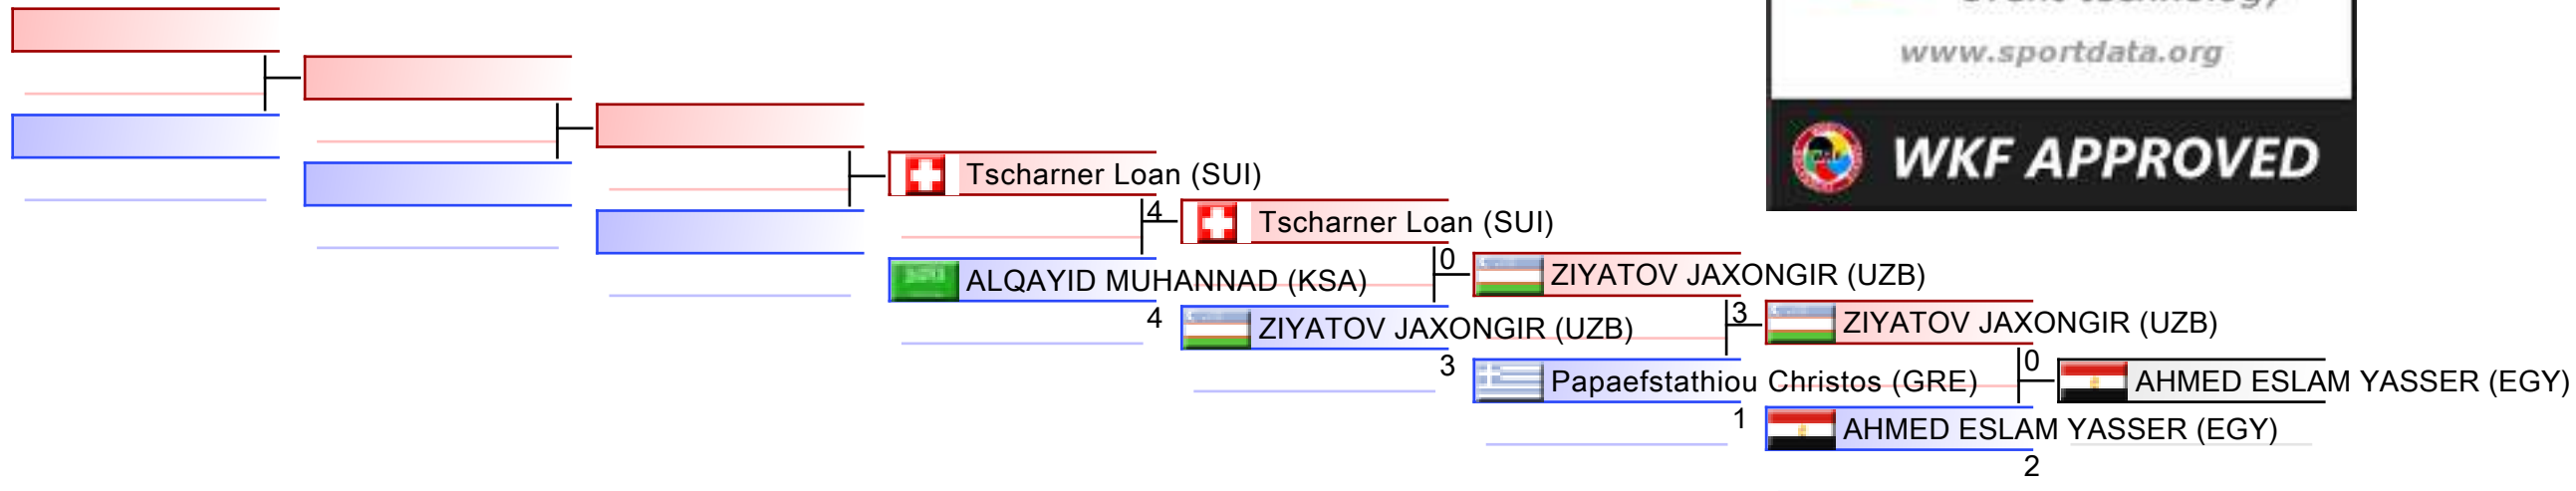 www.sportdata.org
WKF APPROVED
Tscharner Loan (SUI)
4
Tscharner Loan (SUI)
ALQAYID MUHANNAD (KSA)
4
0
ZIYATOV JAXONGIR (UZB)
ZIYATOV JAXONGIR (UZB)
3
3
ZIYATOV JAXONGIR (UZB)
Papaefstathiou Christos (GRE)
1
0
AHMED ESLAM YASSER (EGY)
AHMED ESLAM YASSER (EGY)
2